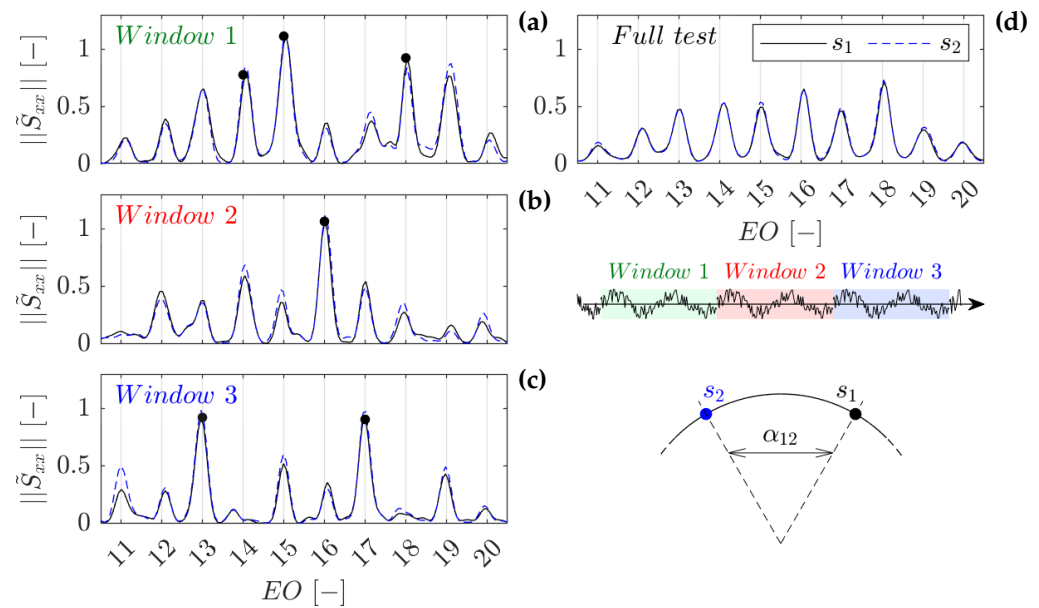 Window 1
(a)
1
0.5
0
||S̃xx|| [−]
Window 2
(b)
1
0.5
0
||S̃xx|| [−]
Window 3
(c)
1
0.5
0
||S̃xx|| [−]
11 12 13 14 15 16 17 18 19 20
EO [−]
Full test
s1 s2
(d)
1
0.5
0
11 12 13 14 15 16 17 18 19 20
EO [−]
Window 1 Window 2 Window 3
s2 s1
α12